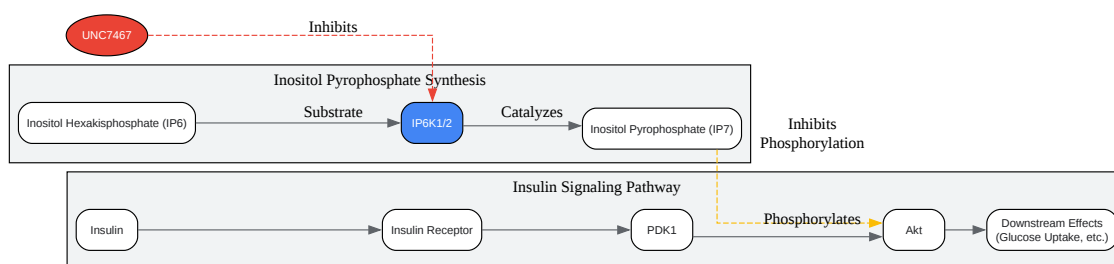 UNC7467
Inhibits
Inositol Pyrophosphate Synthesis
Inositol Hexakisphosphate (IP6)
Substrate
IP6K1/2
Catalyzes
Inositol Pyrophosphate (IP7)
Inhibits
Phosphorylation
Insulin Signaling Pathway
Insulin
Insulin Receptor
PDK1
Phosphorylates
Akt
Downstream Effects
(Glucose Uptake, etc.)